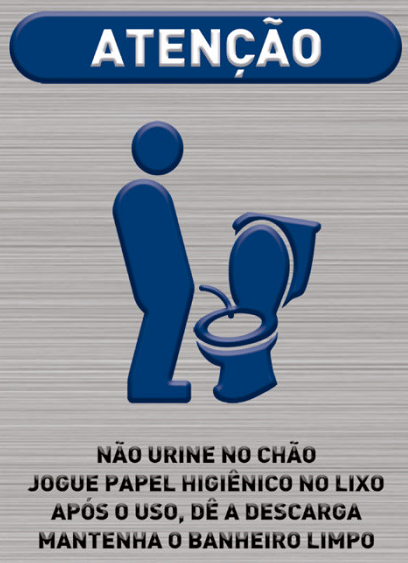 ATENÇÃO
NÃO URINE NO CHÃO
JOGUE PAPEL HIGIÊNICO NO LIXO
APÓS O USO, DÊ A DESCARGA
MANTENHA O BANHEIRO LIMPO